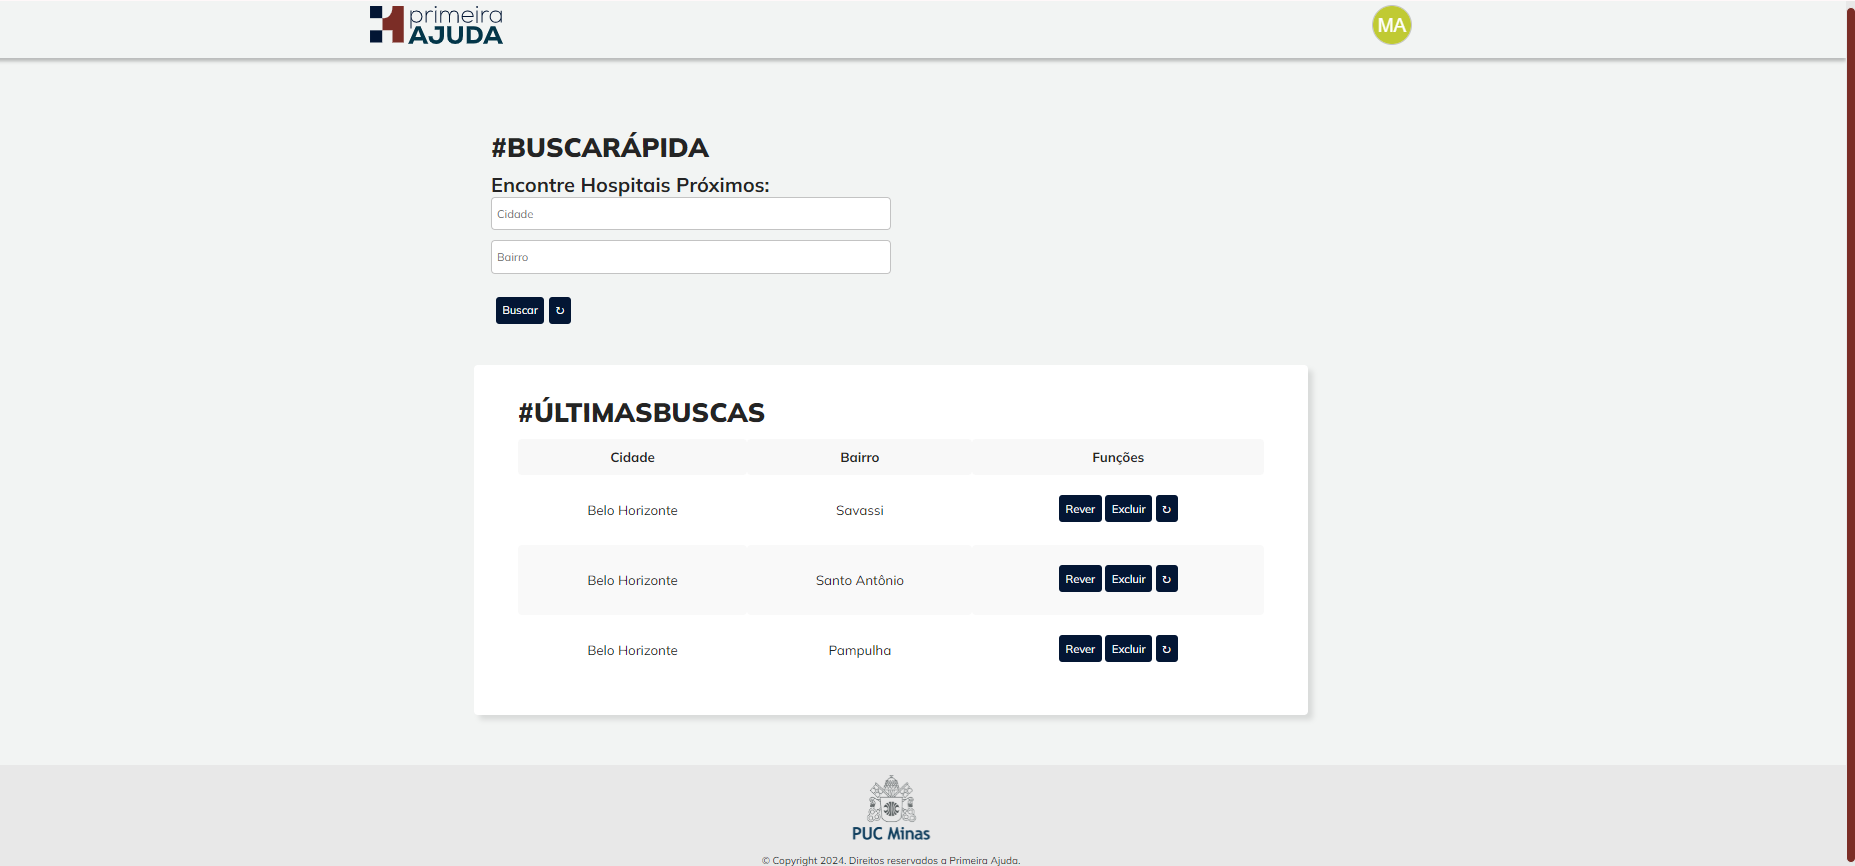 primeira
AJUDA
MA
#BUSCARÁPIDA
Encontre Hospitais Próximos:
Cidade
Bairro
Buscar ↻
#ÚLTIMASBUSCAS
Cidade Bairro Funções
Belo Horizonte Savassi Rever Excluir ↻
Belo Horizonte Santo Antônio Rever Excluir ↻
Belo Horizonte Pampulha Rever Excluir ↻
PUC Minas
© Copyright 2024. Direitos reservados a Primeira Ajuda.